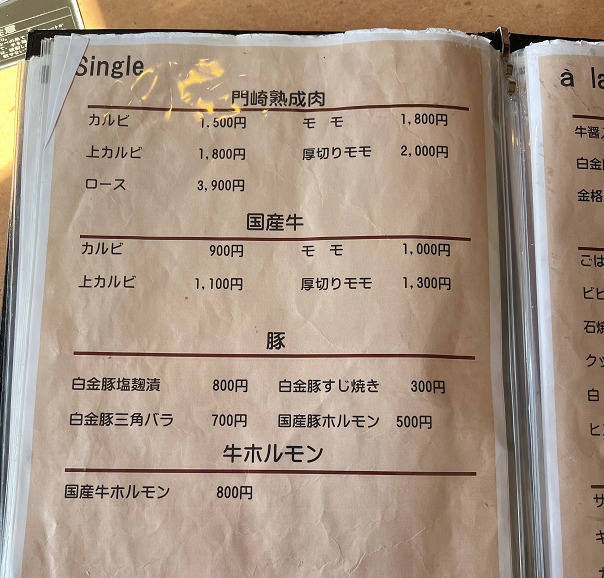 Single
門崎熟成肉
カルビ 1,500円 モモ 1,800円
上カルビ 1,800円 厚切りモモ 2,000円
ロース 3,900円
国産牛
カルビ 900円 モモ 1,000円
上カルビ 1,100円 厚切りモモ 1,300円
豚
白金豚塩麹漬 800円 白金豚すじ焼き 300円
白金豚三角バラ 700円 国産豚ホルモン 500円
牛ホルモン
国産牛ホルモン 800円
à la
牛醤
白金
金格
ごは
ビビ
石焼
クッ
白
ヒ
サ
キ